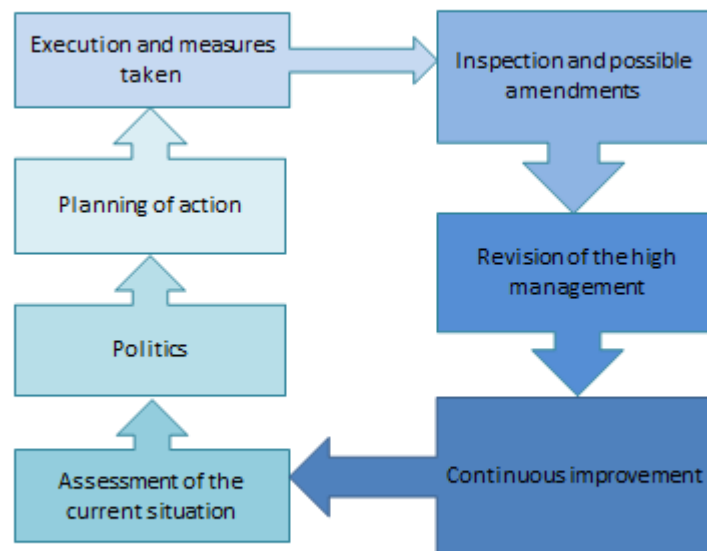 Execution and measures
taken
Inspection and possible
amendments
Planning of action
Revision of the high
management
Politics
Assessment of the
current situation
Continuous improvement